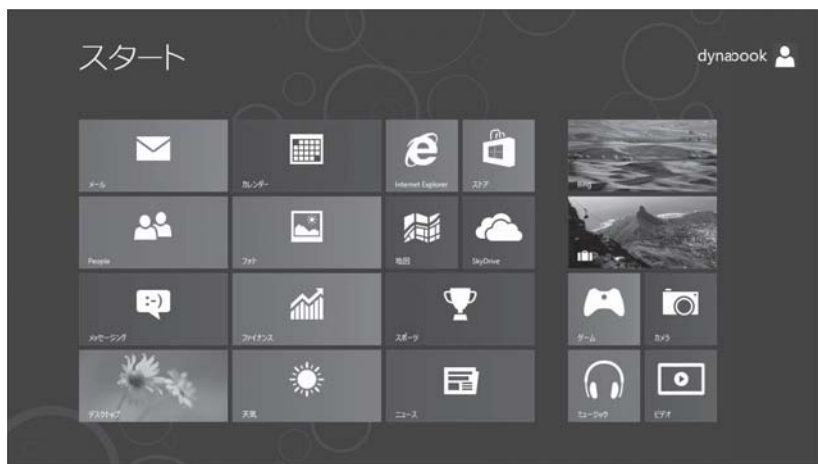 スタート
dynabook
メール
カレンダー
Internet Explorer
ストア
Bing
People
フォト
地図
SkyDrive
メッセージング
ファイナンス
スポーツ
ゲーム
カメラ
デスクトップ
天気
ニュース
ミュージック
ビデオ